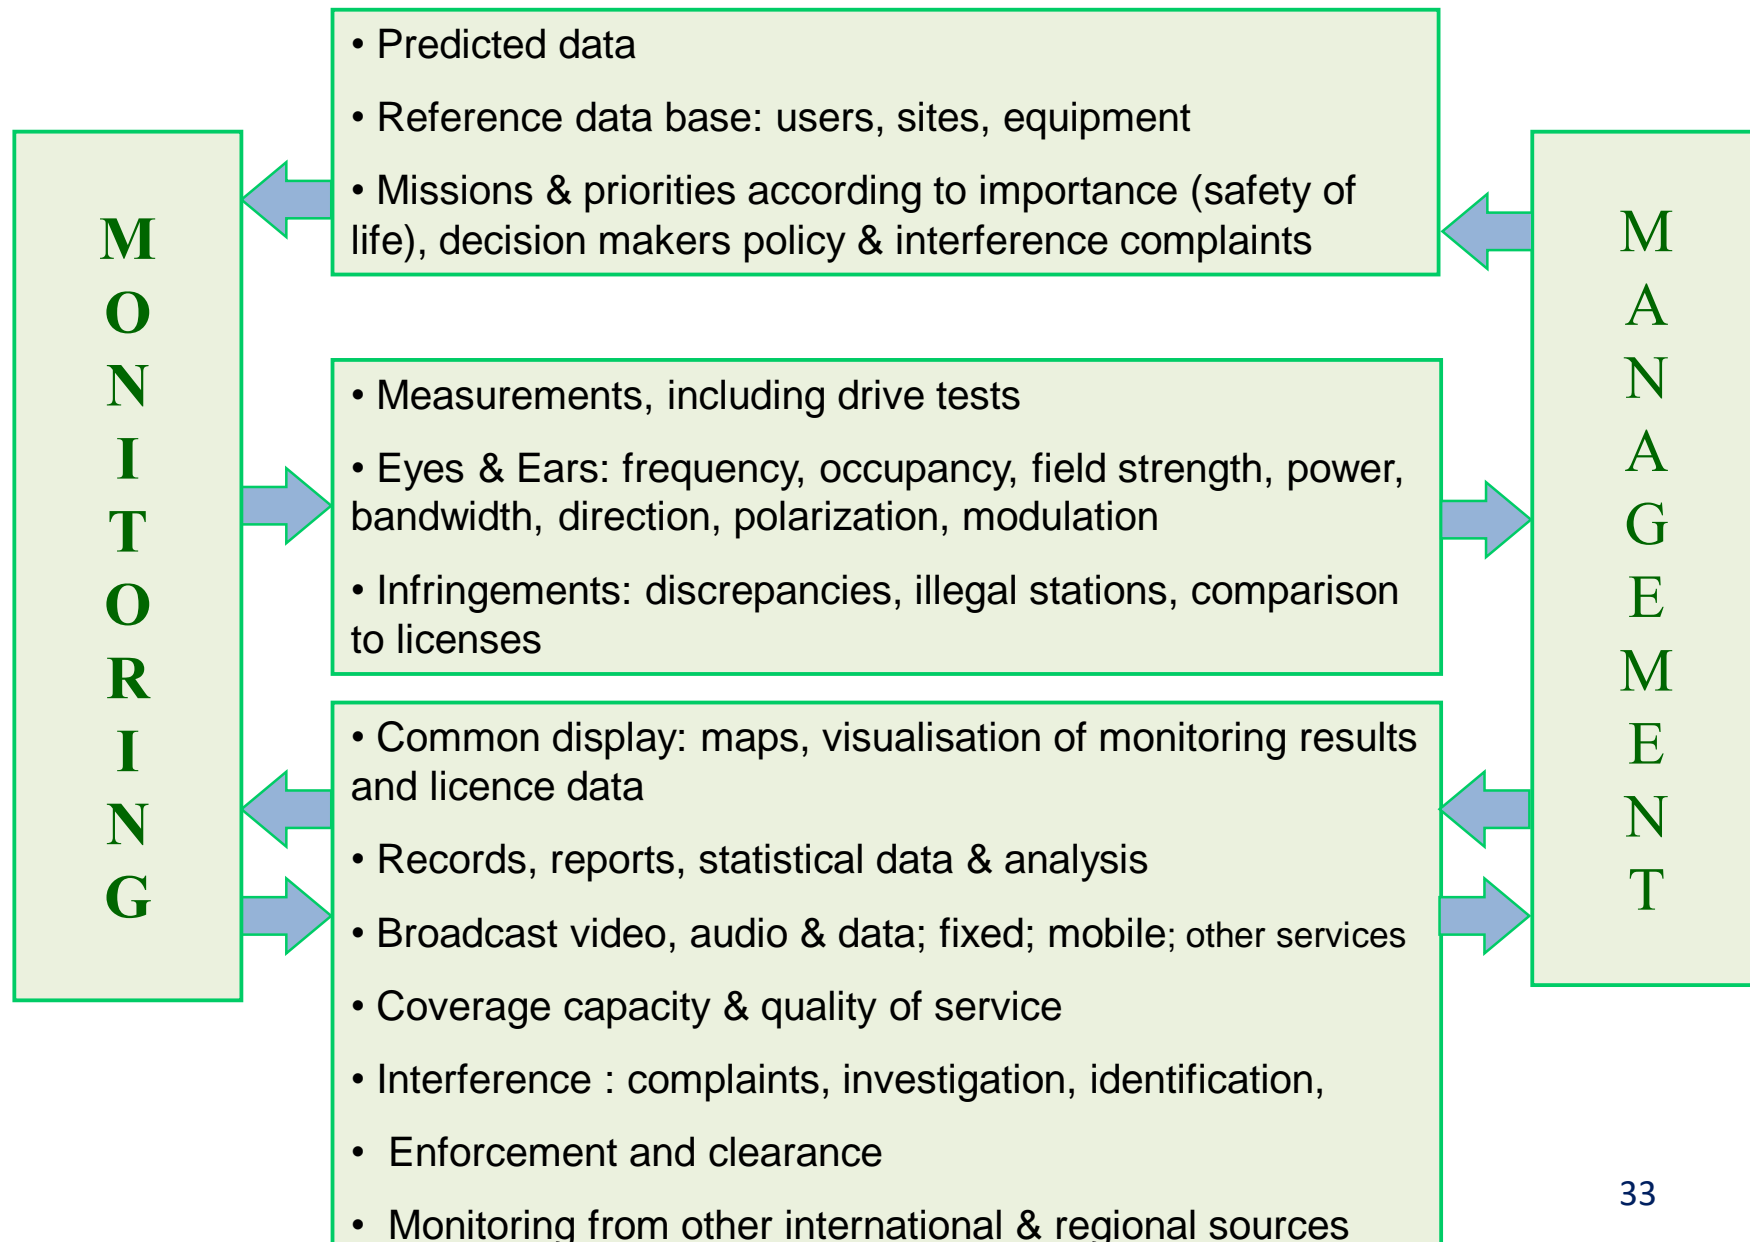 • Predicted data
• Reference data base: users, sites, equipment
• Missions & priorities according to importance (safety of
life), decision makers policy & interference complaints
M
O
N
I
T
O
R
I
N
G
• Measurements, including drive tests
• Eyes & Ears: frequency, occupancy, field strength, power,
bandwidth, direction, polarization, modulation
• Infringements: discrepancies, illegal stations, comparison
to licenses
• Common display: maps, visualisation of monitoring results
and licence data
• Records, reports, statistical data & analysis
• Broadcast video, audio & data; fixed; mobile; other services
• Coverage capacity & quality of service
• Interference : complaints, investigation, identification,
• Enforcement and clearance
• Monitoring from other international & regional sources
M
A
N
A
G
E
M
E
N
T
33